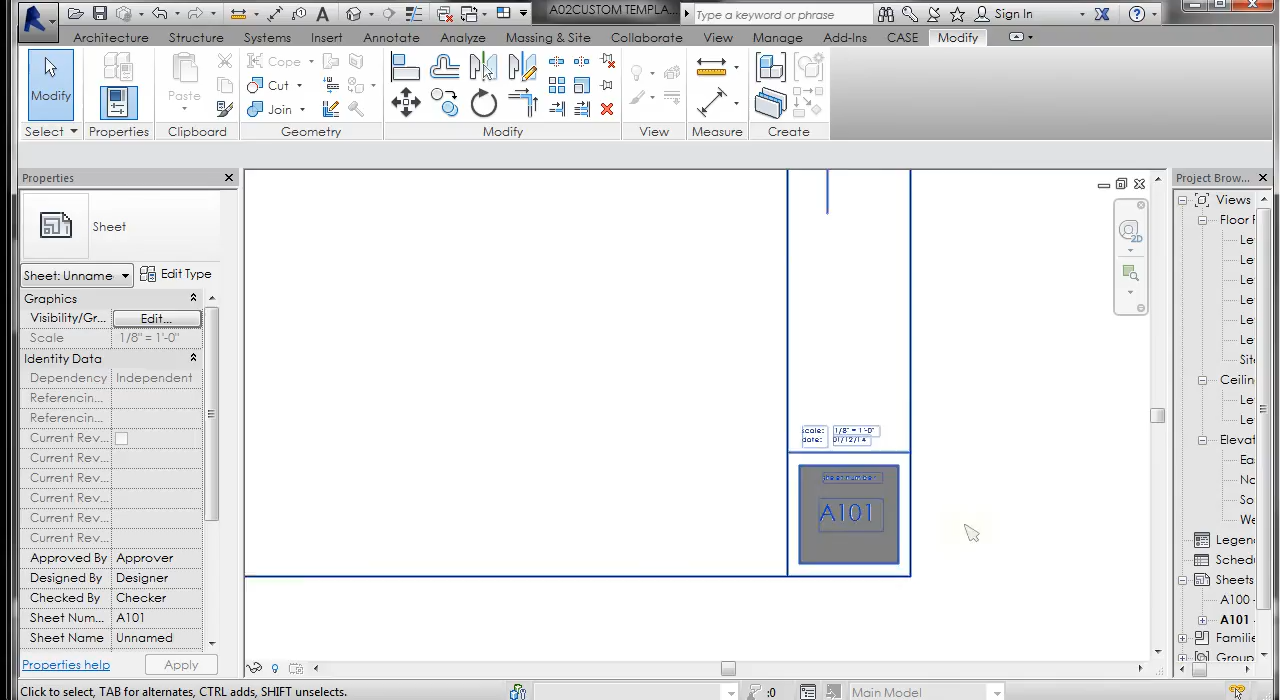 A02CUSTOM TEMPLA...
Type a keyword or phrase
Sign In
Architecture Structure Systems Insert Annotate Analyze Massing & Site Collaborate View Manage Add-Ins CASE Modify
Modify
Paste
Cope
Cut
Join
Select Properties Clipboard Geometry Modify View Measure Create
Properties
Sheet
Sheet: Unname
Edit Type
Graphics
Visibility/Gr... Edit...
Scale 1/8" = 1'-0"
Identity Data
Dependency Independent
Referencin...
Referencin...
Current Rev...
Current Rev...
Current Rev...
Current Rev...
Current Rev...
Current Rev...
Approved By Approver
Designed By Designer
Checked By Checker
Sheet Num... A101
Sheet Name Unnamed
Properties help Apply
scale: 1/8" = 1'-0"
date: 01/12/14
sheet number
A101
2D
Project Brow...
Views
Floor F
Le
Le
Le
Le
Le
Le
Site
Ceilin
Le
Le
Elevat
Ea
No
So
We
Legend
Schedu
Sheets
A100 -
A101
Familie
Group
Click to select, TAB for alternates, CTRL adds, SHIFT unselects.
:0
Main Model